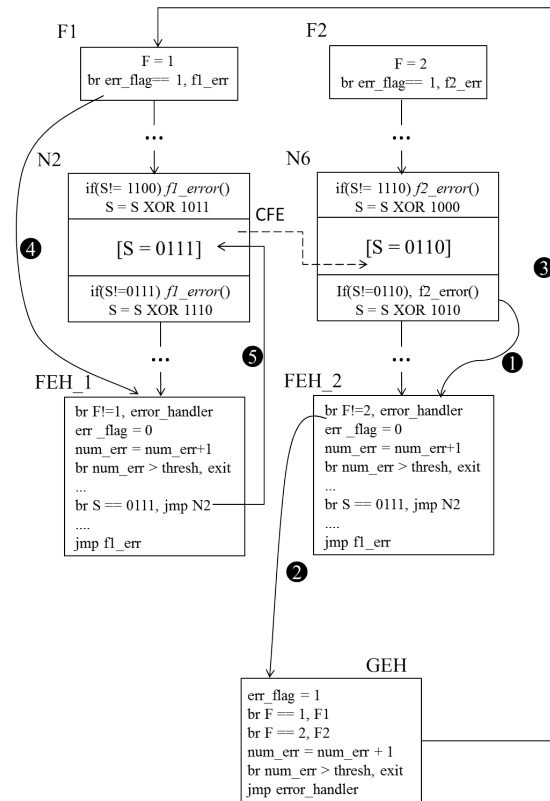 F1
F = 1
br err_flag== 1, f1_err
...
N2
if(S!= 1100) f1_error()
S = S XOR 1011
[S = 0111]
if(S!=0111) f1_error()
S = S XOR 1110
...
FEH_1
br F!=1, error_handler
err _flag = 0
num_err = num_err+1
br num_err > thresh, exit
...
br S == 0111, jmp N2
....
jmp f1_err
F2
F = 2
br err_flag== 1, f2_err
...
N6
if(S!= 1110) f2_error()
S = S XOR 1000
CFE
[S = 0110]
If(S!=0110), f2_error()
S = S XOR 1010
...
FEH_2
br F!=2, error_handler
err _flag = 0
num_err = num_err+1
br num_err > thresh, exit
...
br S == 0111, jmp N2
....
jmp f1_err
4
5
3
1
2
GEH
err_flag = 1
br F == 1, F1
br F == 2, F2
num_err = num_err + 1
br num_err > thresh, exit
jmp error_handler